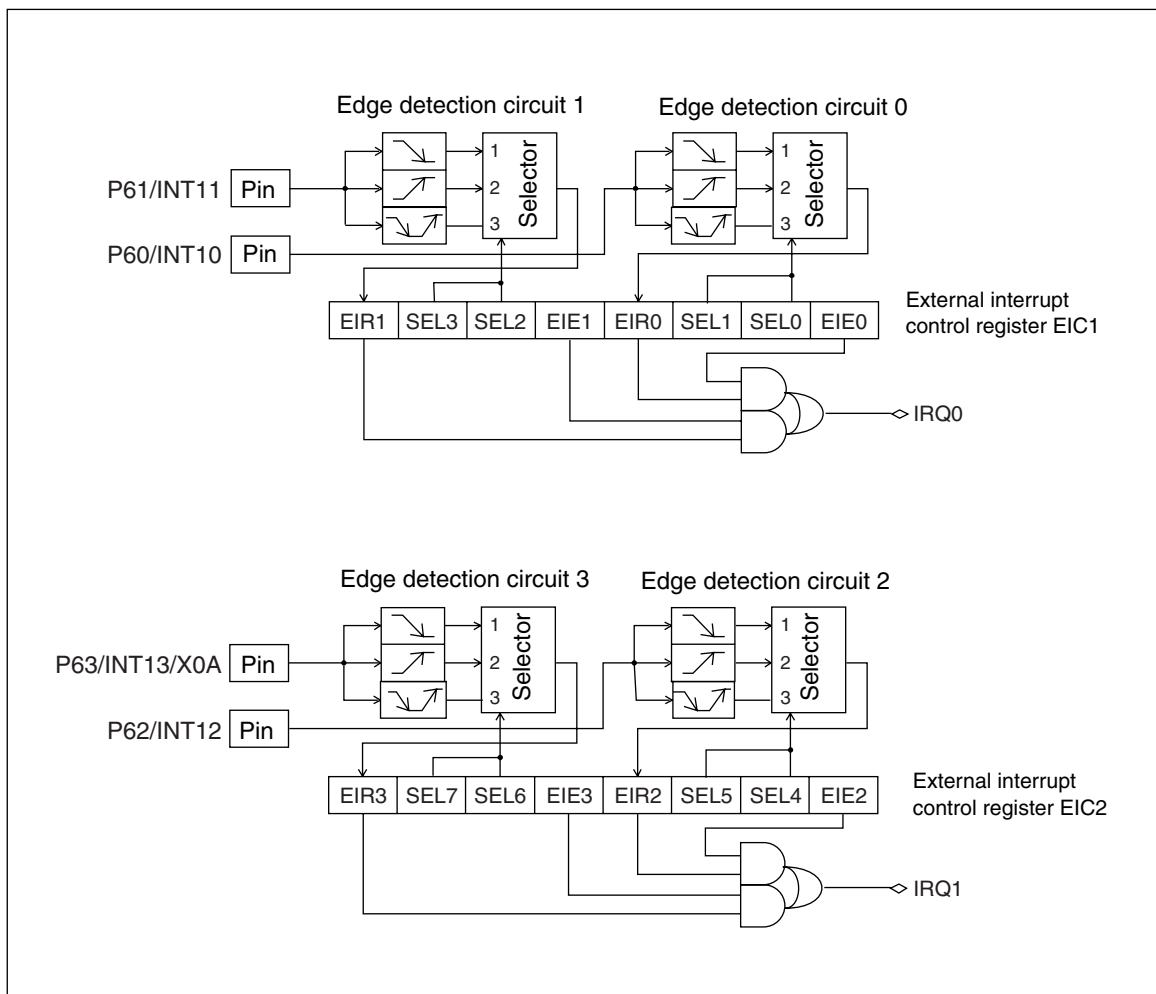 Edge detection circuit 1
Edge detection circuit 0
1
2
3
Selector
1
2
3
Selector
P61/INT11
Pin
P60/INT10
Pin
EIR1 SEL3 SEL2 EIE1 EIR0 SEL1 SEL0 EIE0
External interrupt
control register EIC1
IRQ0
Edge detection circuit 3
Edge detection circuit 2
1
2
3
Selector
1
2
3
Selector
P63/INT13/X0A
Pin
P62/INT12
Pin
EIR3 SEL7 SEL6 EIE3 EIR2 SEL5 SEL4 EIE2
External interrupt
control register EIC2
IRQ1